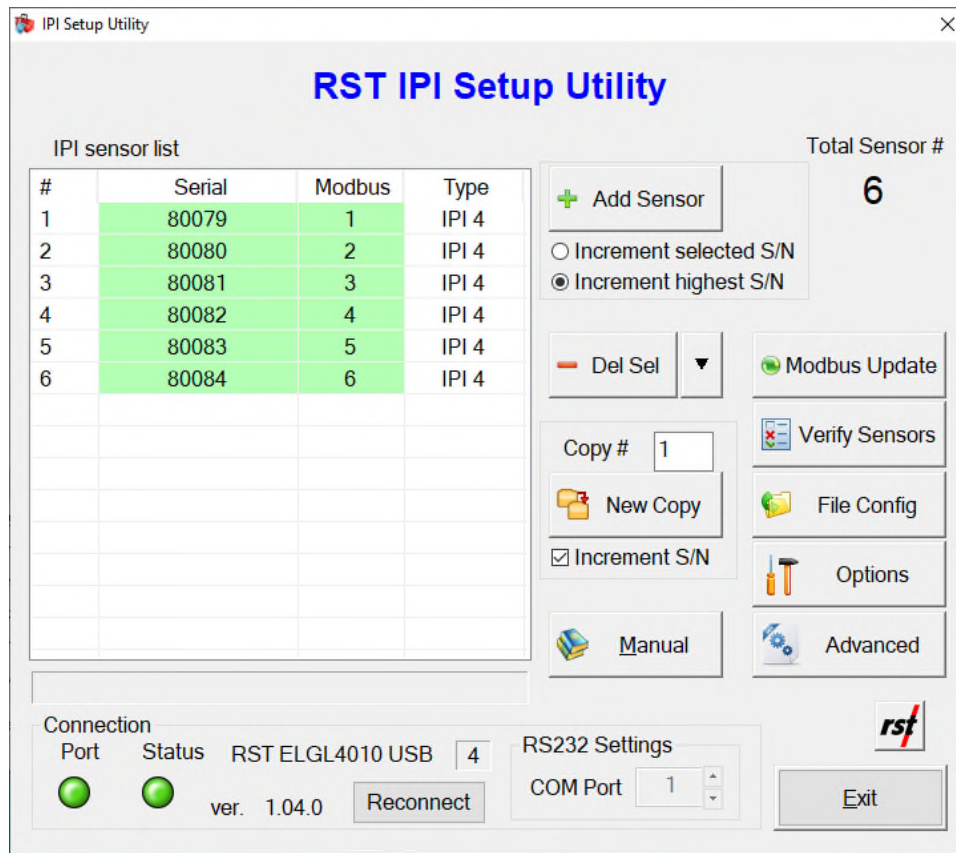 IPI Setup Utility
RST IPI Setup Utility
IPI sensor list
Total Sensor #
6
# Serial Modbus Type
1 80079 1 IPI 4
2 80080 2 IPI 4
3 80081 3 IPI 4
4 80082 4 IPI 4
5 80083 5 IPI 4
6 80084 6 IPI 4
Add Sensor
Increment selected S/N
Increment highest S/N
Del Sel
Modbus Update
Copy # 1
Verify Sensors
New Copy
File Config
Increment S/N
Options
Manual
Advanced
Connection
Port Status RST ELGL4010 USB 4
ver. 1.04.0 Reconnect
RS232 Settings
COM Port 1
rst
Exit